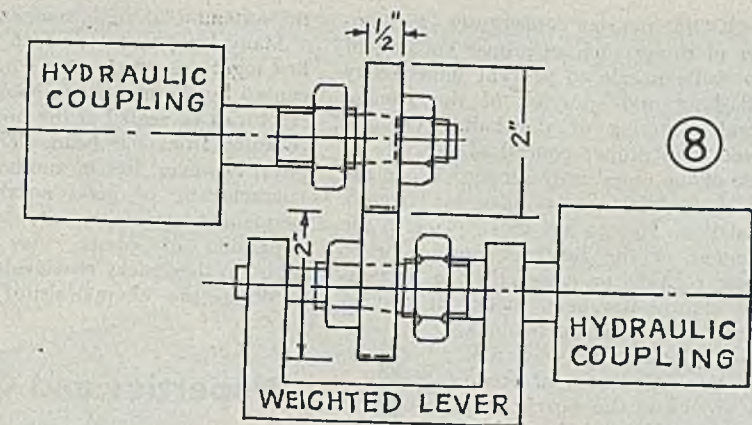 1/2"
HYDRAULIC
COUPLING
2"
8
2"
HYDRAULIC
COUPLING
WEIGHTED LEVER